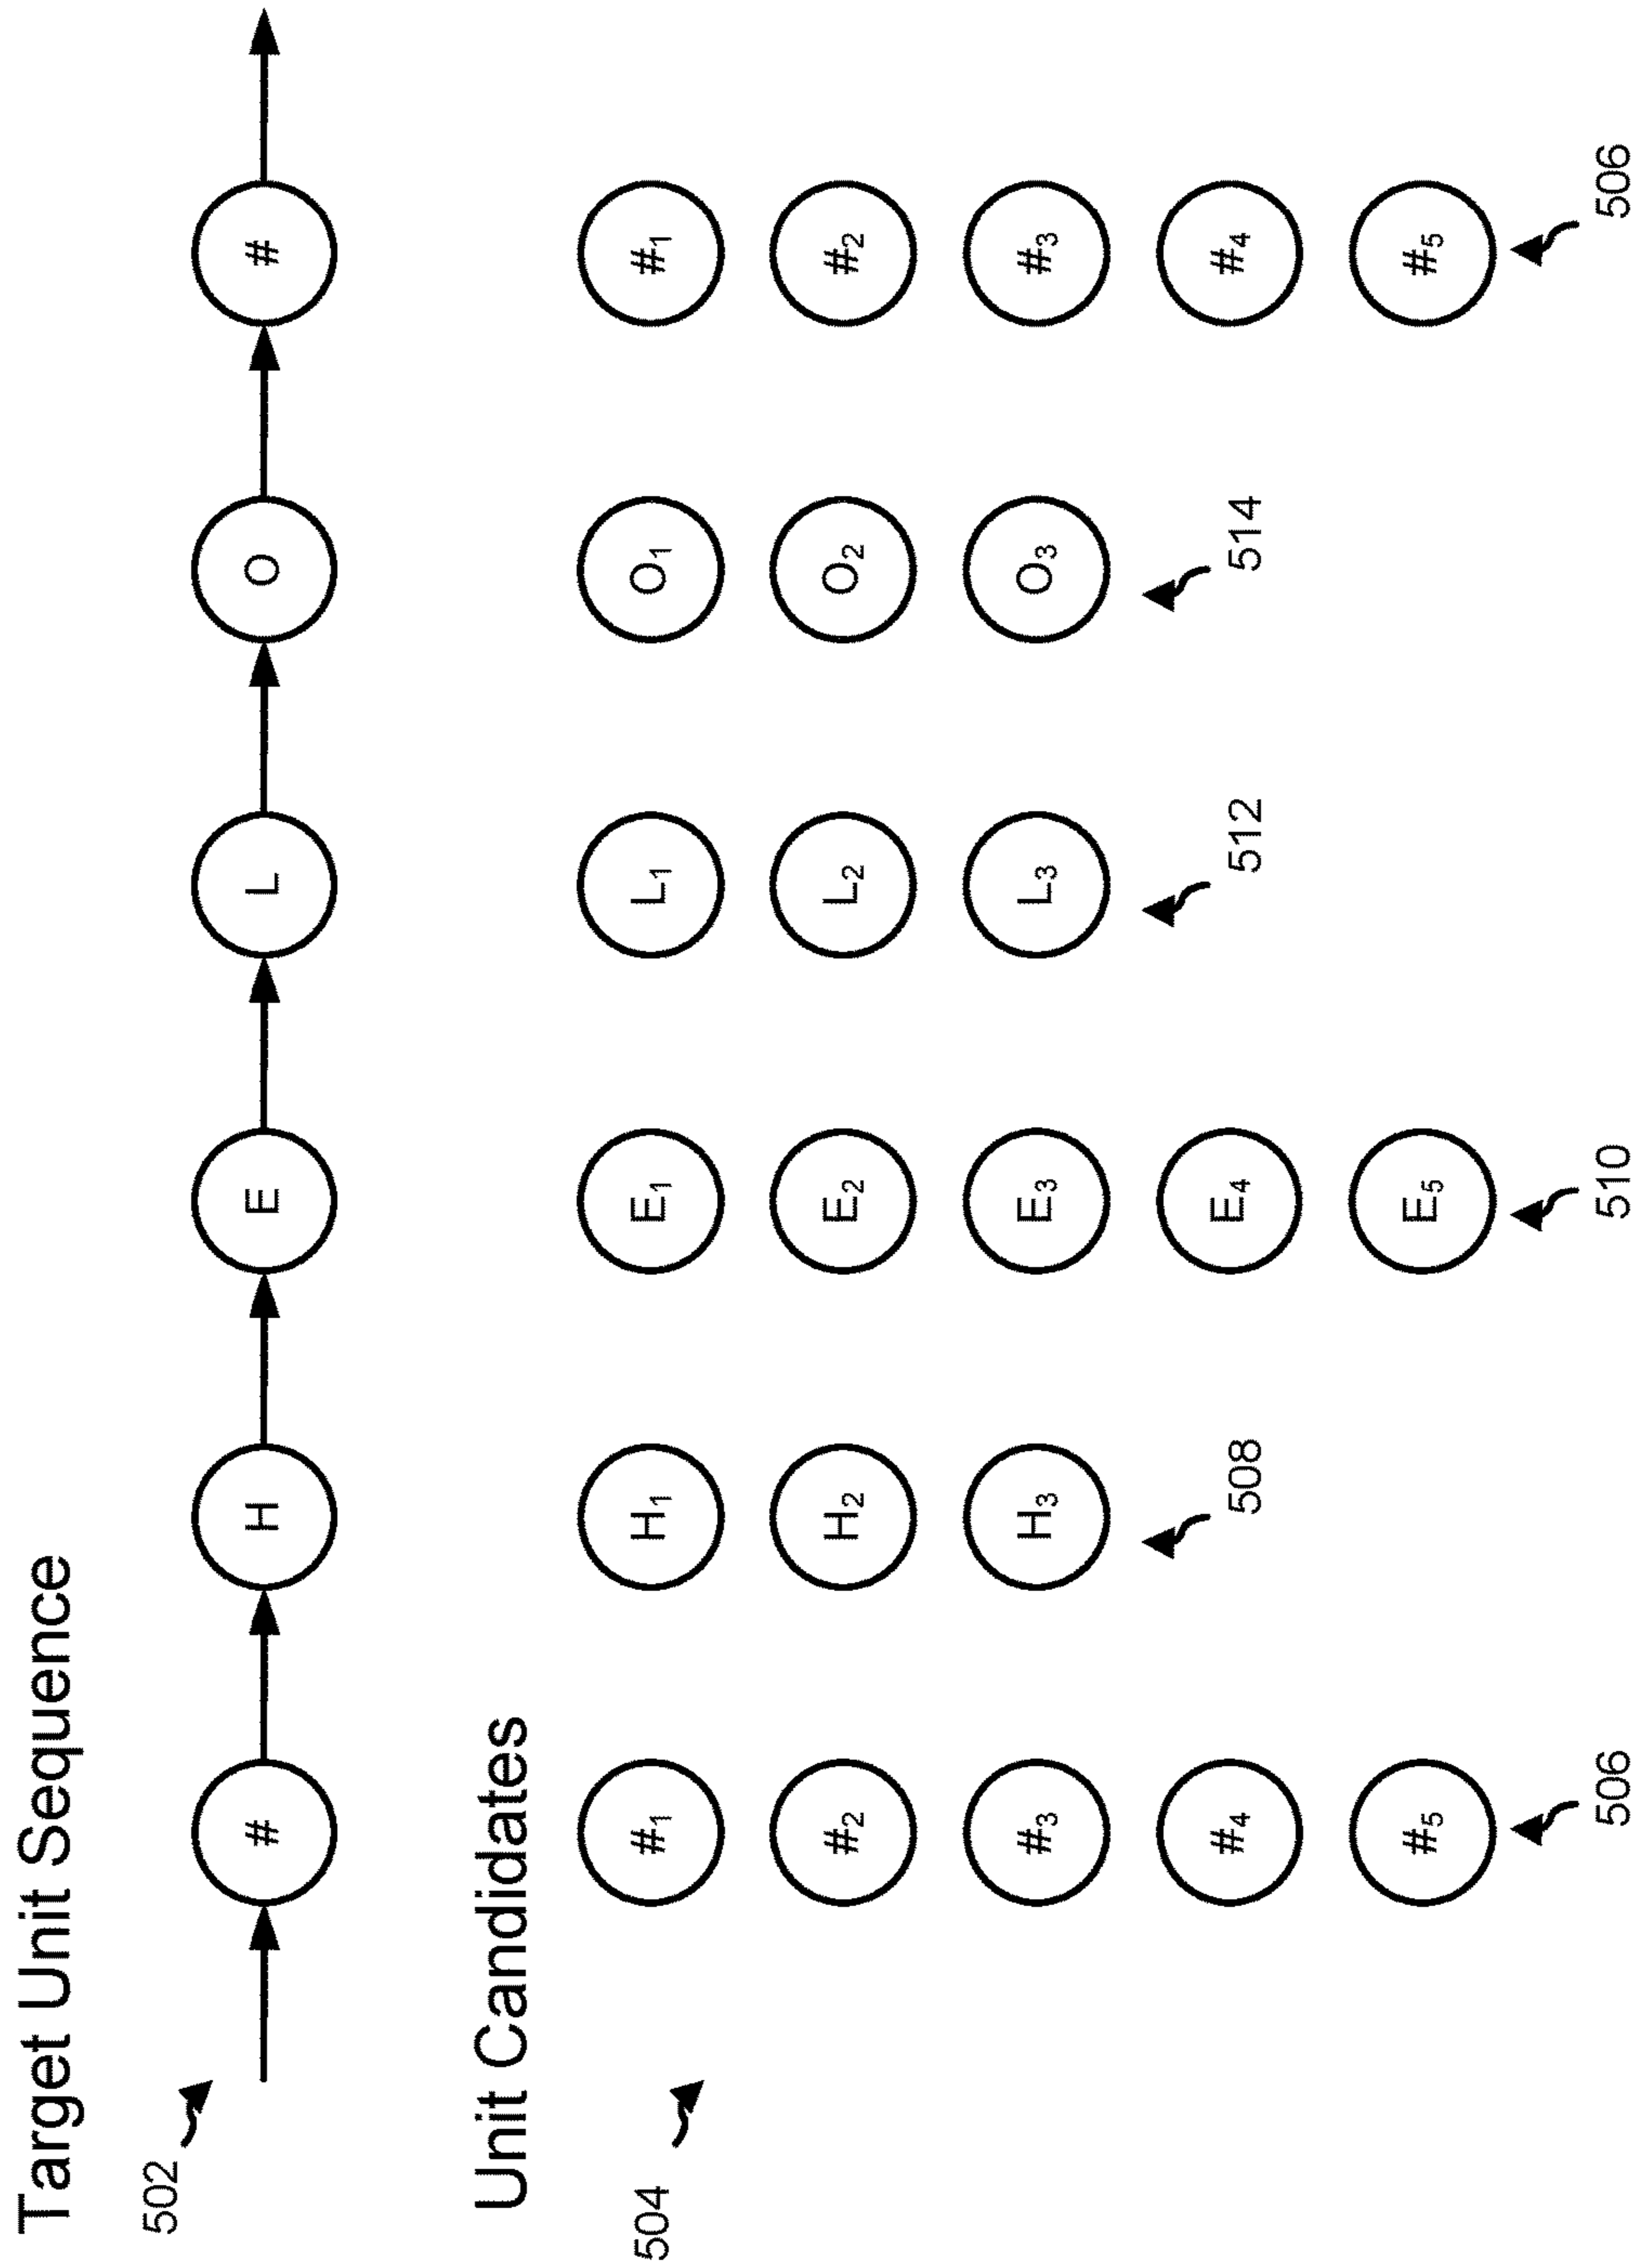 Target Unit Sequence
502
# H E L O #
Unit Candidates
504
#₁ H₁ E₁ L₁ O₁ #₁
#₂ H₂ E₂ L₂ O₂ #₂
#₃ H₃ E₃ L₃ O₃ #₃
508 512 514
#₄ E₄ #₄
#₅ E₅ #₅
506 510 506